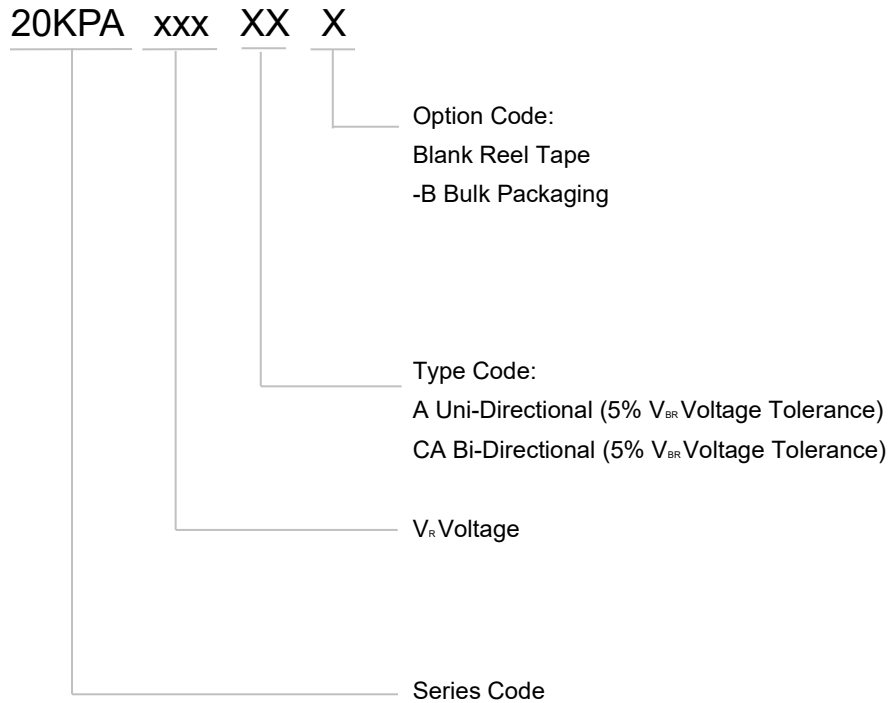 20KPA xxx XX X
Option Code:
Blank Reel Tape
-B Bulk Packaging
Type Code:
A Uni-Directional (5% VBR Voltage Tolerance)
CA Bi-Directional (5% VBR Voltage Tolerance)
VR Voltage
Series Code